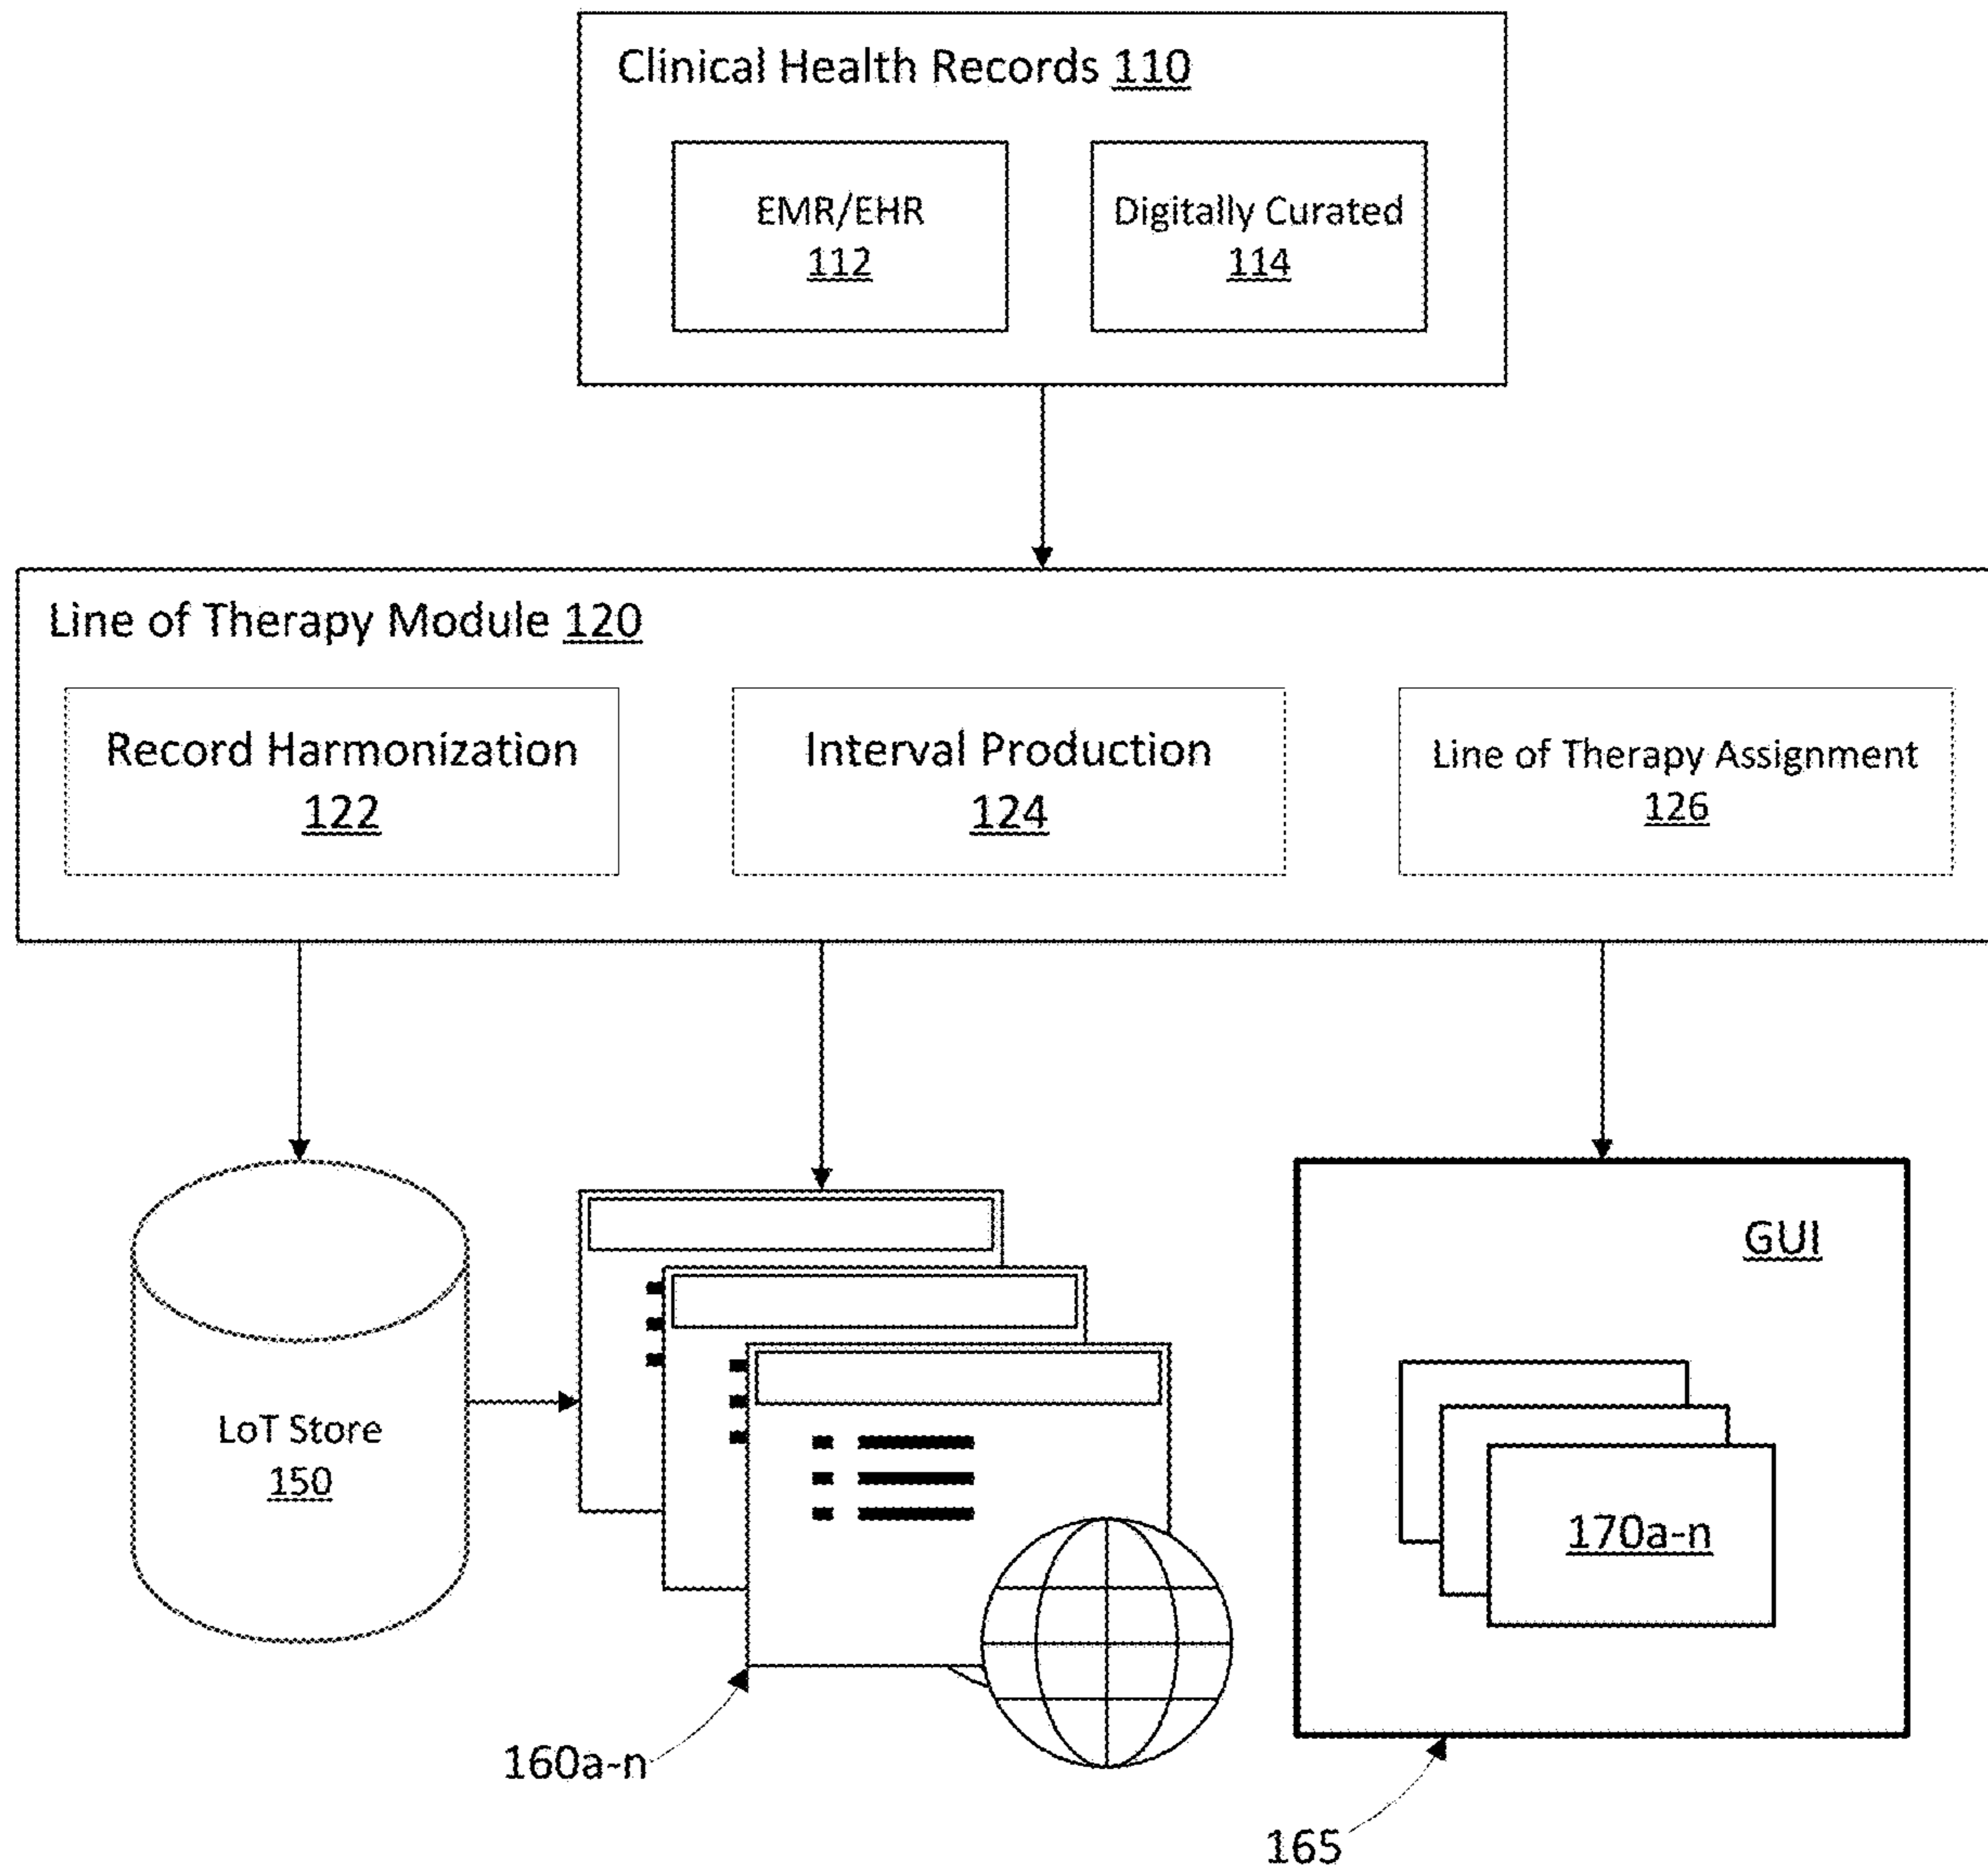 Clinical Health Records 110
EMR/EHR
112
Digitally Curated
114
Line of Therapy Module 120
Record Harmonization
122
Interval Production
124
Line of Therapy Assignment
126
LoT Store
150
GUI
170a-n
160a-n
165